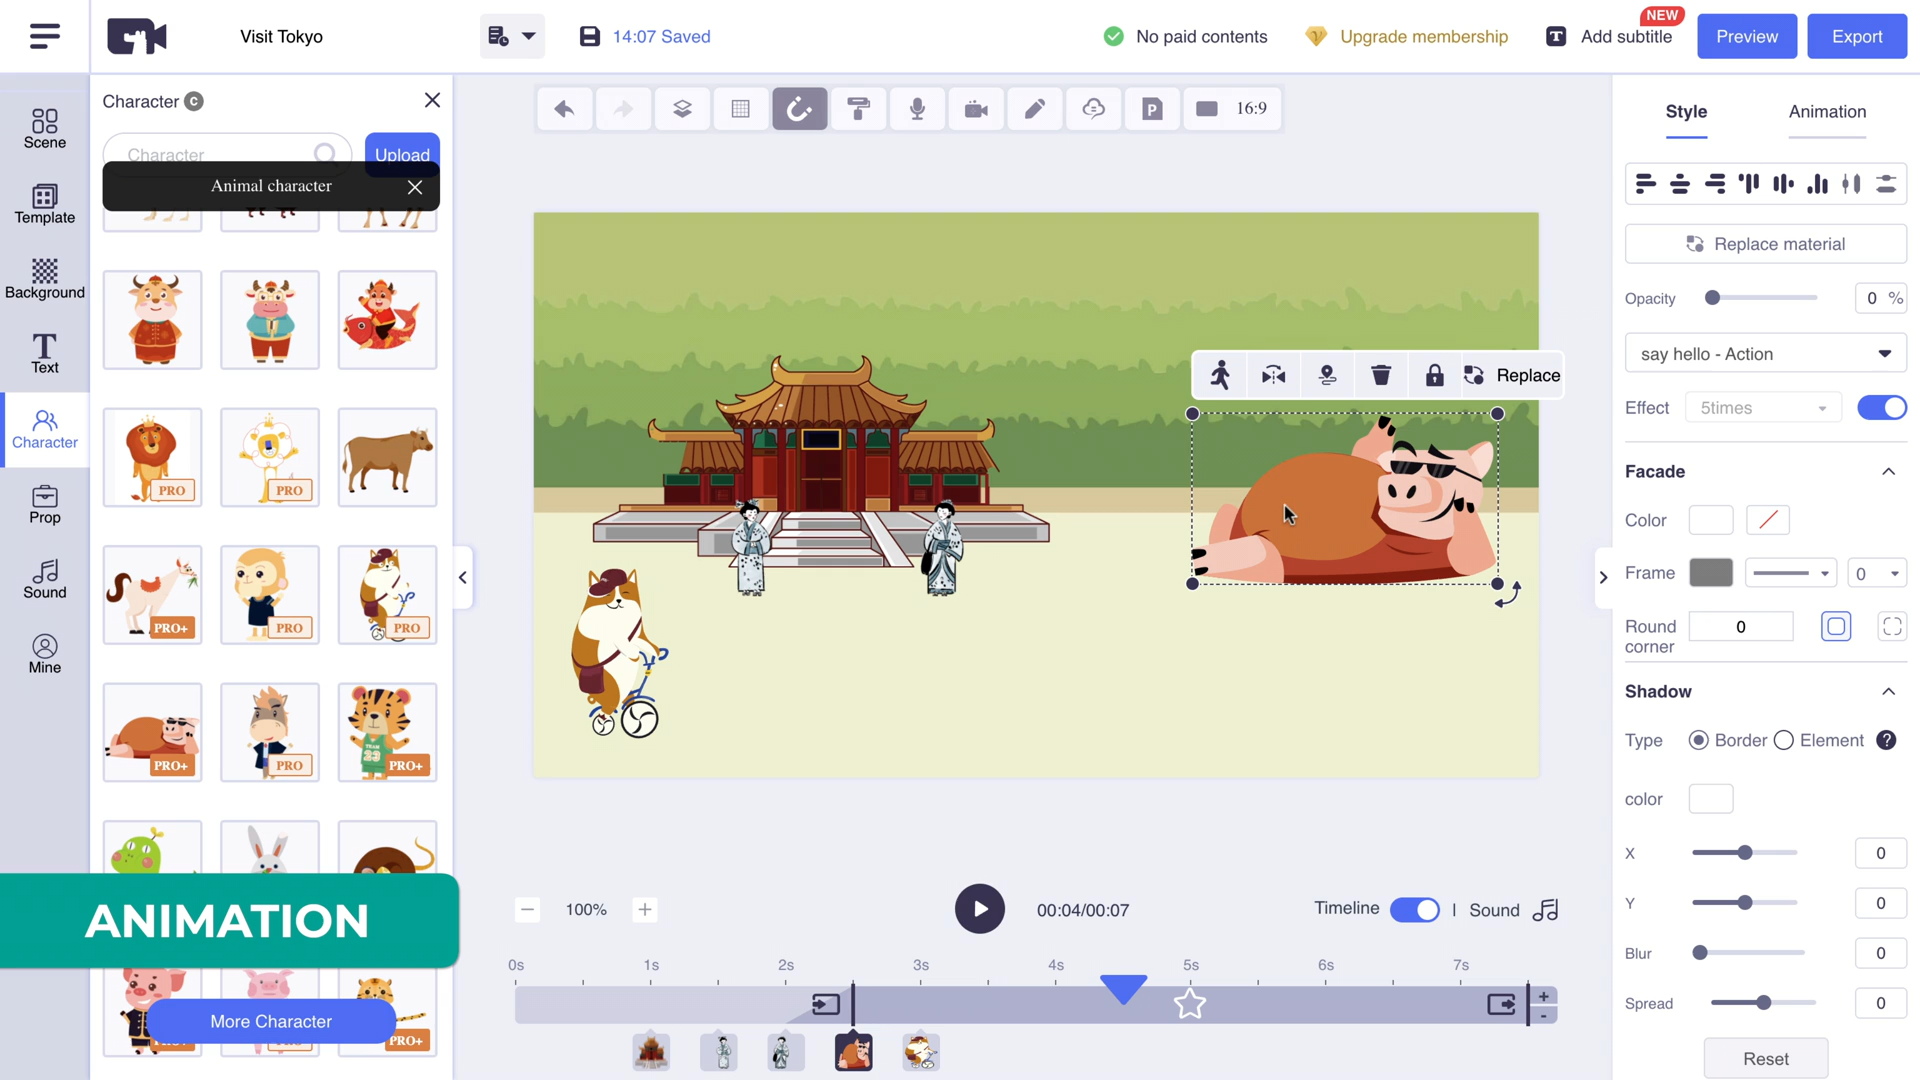 Visit Tokyo
14:07 Saved
No paid contents
Upgrade membership
NEW
Add subtitle
Preview
Export
Scene
Template
Background
Text
Character
Prop
Sound
Mine
Character C
Character
Upload
Animal character
PRO
PRO
PRO+
PRO
PRO
PRO+
PRO
TEAM
23
PRO+
PRO+
More Character
ANIMATION
P
16:9
Replace
100%
00:04/00:07
Timeline
Sound
0s
1s
2s
3s
4s
5s
6s
7s
+
-
Style
Animation
Replace material
Opacity
0 %
say hello - Action
Effect
5times
Facade
Color
Frame
0
Round corner
0
Shadow
Type
Border
Element
?
color
X
0
Y
0
Blur
0
Spread
0
Reset